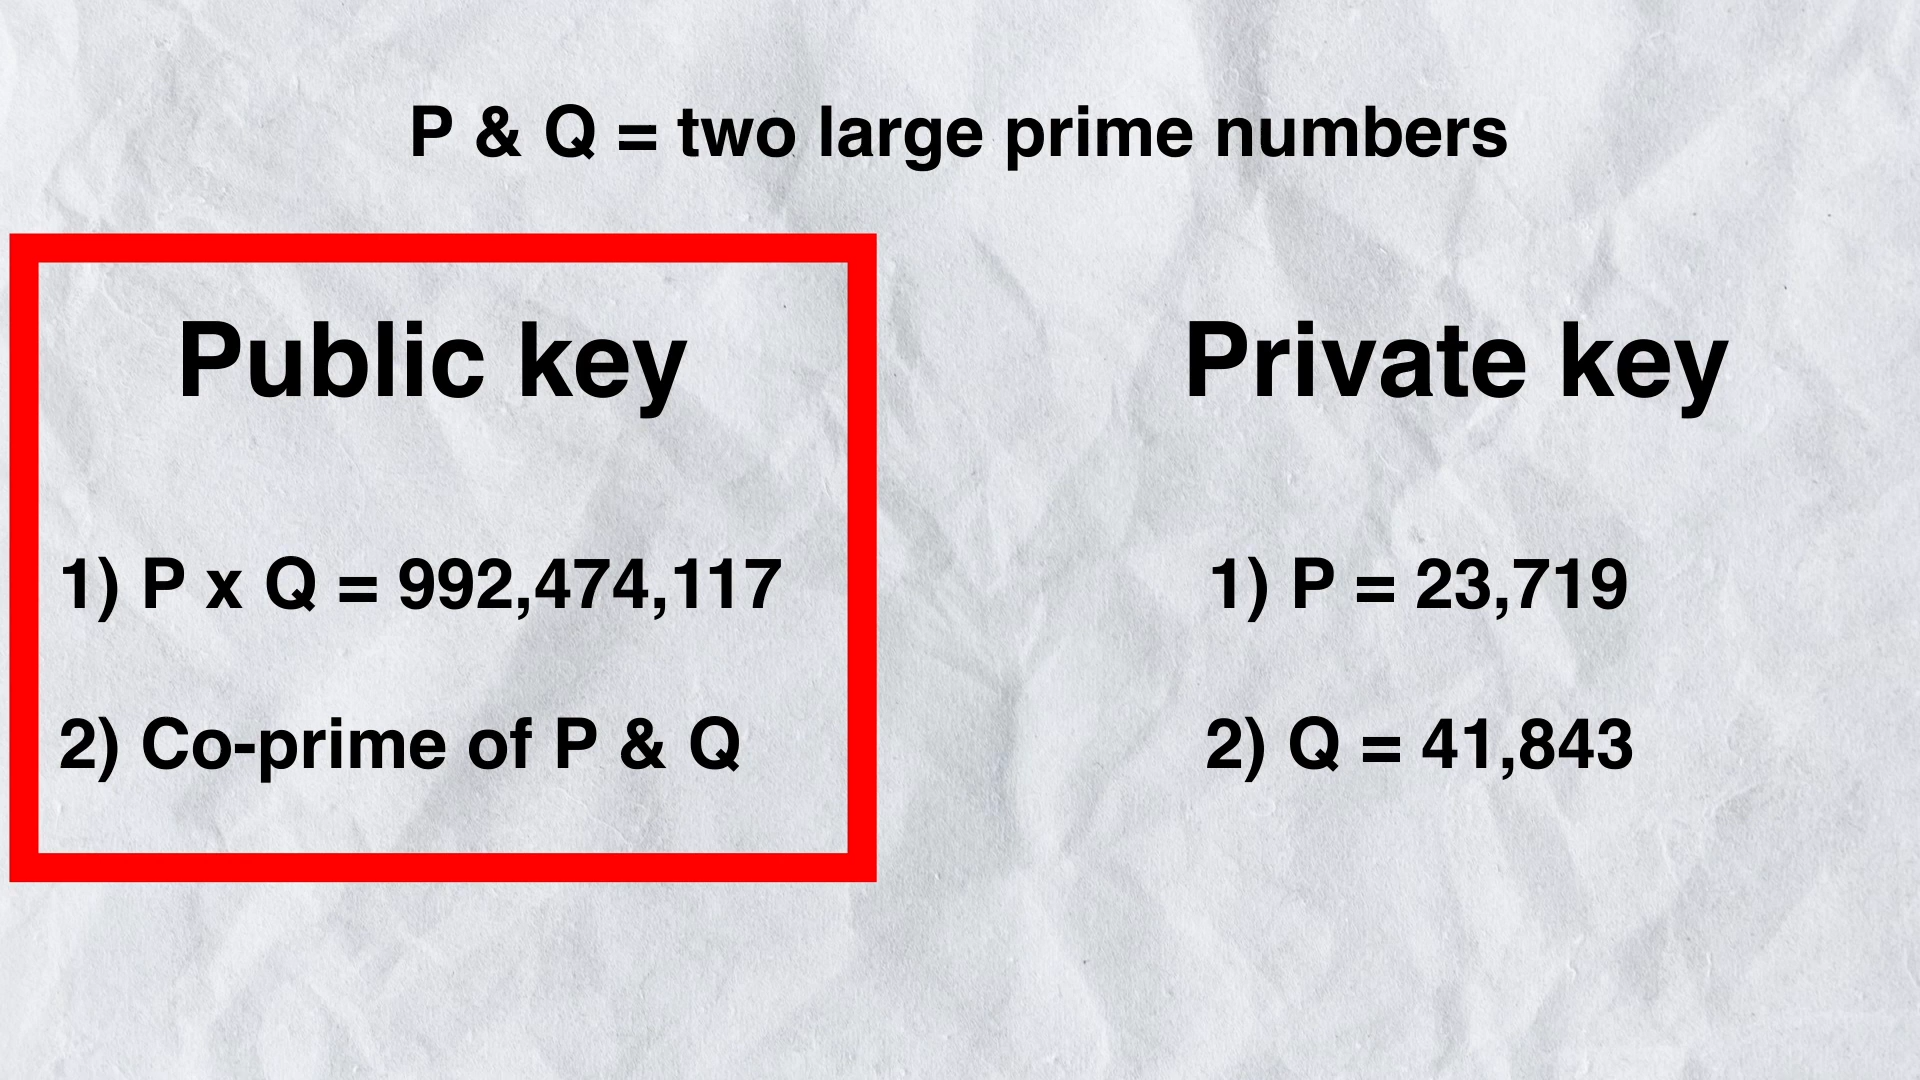 P & Q = two large prime numbers
Public key
1) P x Q = 992,474,117
2) Co-prime of P & Q
Private key
1) P = 23,719
2) Q = 41,843